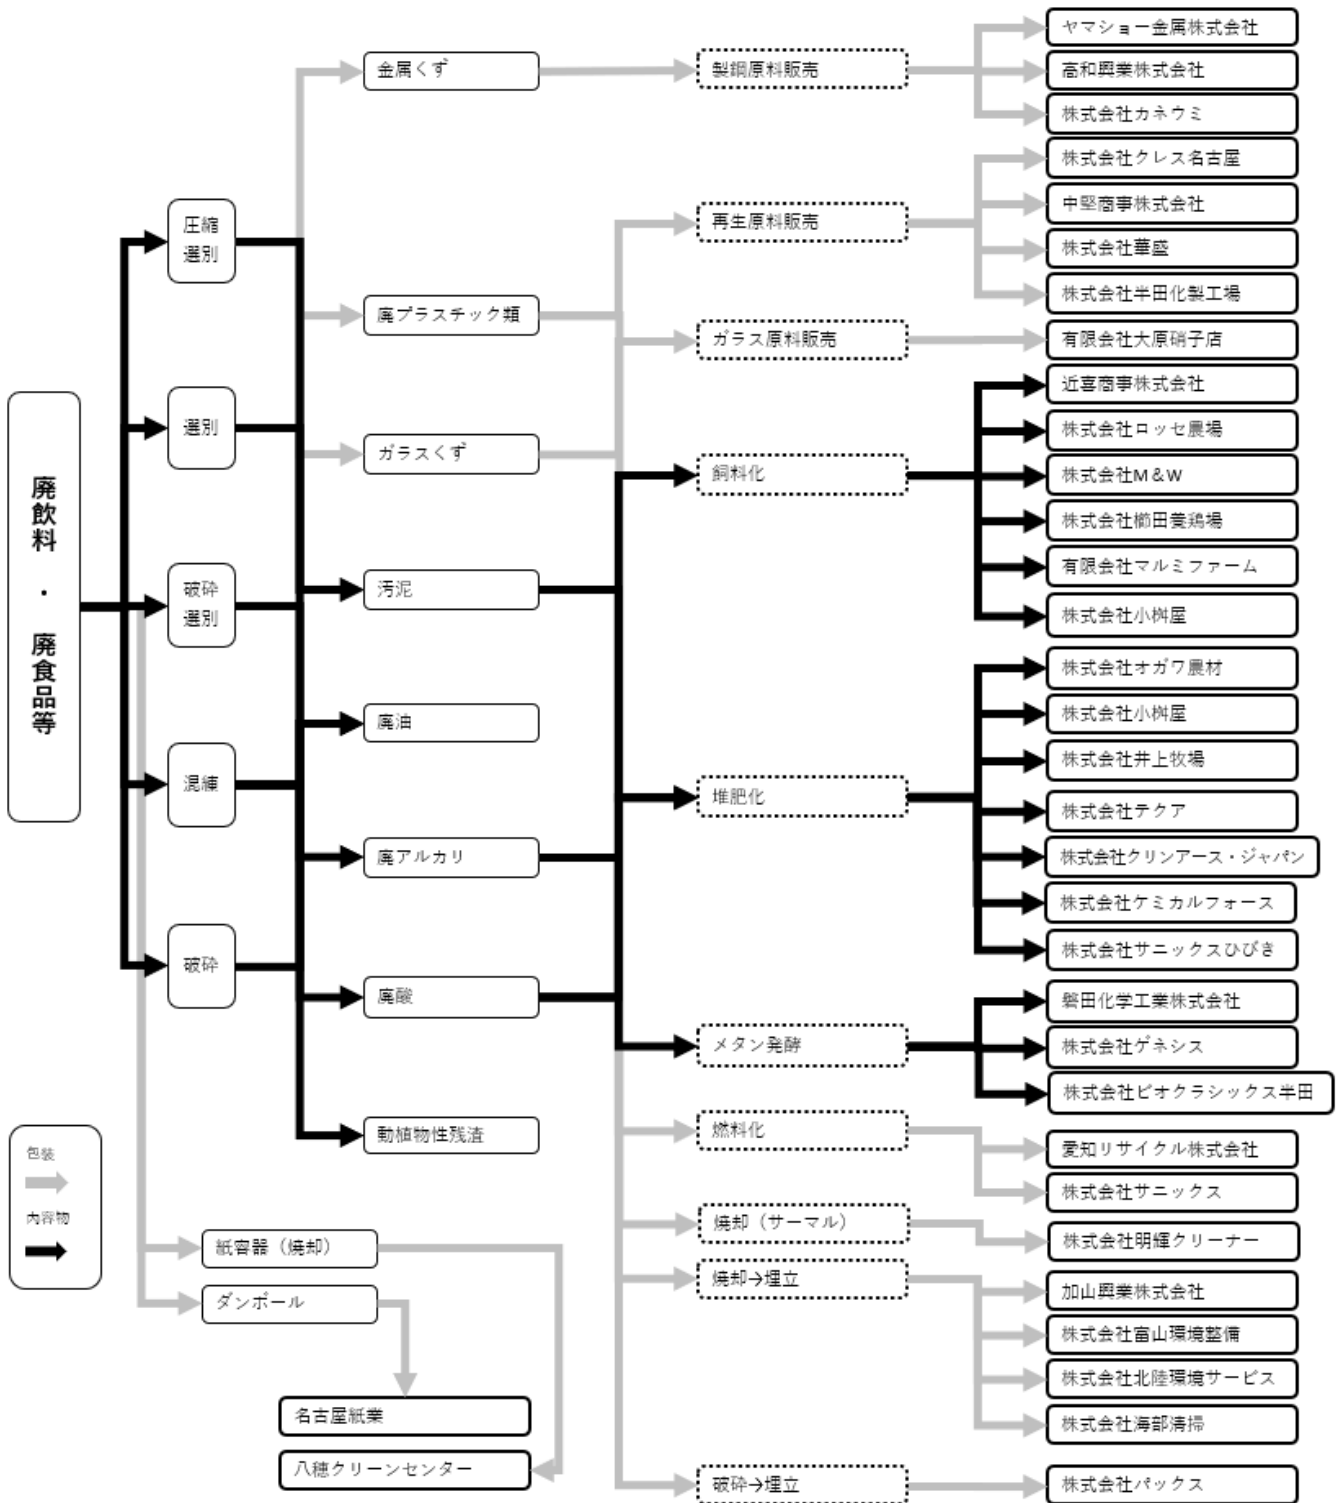 廃飲料・廃食品等
圧縮
選別
選別
破砕
選別
混練
破砕
金属くず
廃プラスチック類
ガラスくず
汚泥
廃油
廃アルカリ
廃酸
動植物性残渣
紙容器（焼却）
ダンボール
名古屋紙業
八穂クリーンセンター
製鋼原料販売
再生原料販売
ガラス原料販売
飼料化
堆肥化
メタン発酵
燃料化
焼却（サーマル）
焼却→埋立
破砕→埋立
ヤマショー金属株式会社
高和興業株式会社
株式会社カネウミ
株式会社クレス名古屋
中堅商事株式会社
株式会社華盛
株式会社半田化製工場
有限会社大原硝子店
近喜商事株式会社
株式会社ロッセ農場
株式会社M＆W
株式会社櫛田養鶏場
有限会社マルミファーム
株式会社小桝屋
株式会社オガワ農材
株式会社小桝屋
株式会社井上牧場
株式会社テクア
株式会社クリンアース・ジャパン
株式会社ケミカルフォース
株式会社サニックスひびき
磐田化学工業株式会社
株式会社ゲネシス
株式会社ビオクラシックス半田
愛知リサイクル株式会社
株式会社サニックス
株式会社明輝クリーナー
加山興業株式会社
株式会社富山環境整備
株式会社北陸環境サービス
株式会社海部清掃
株式会社パックス
包装
内容物